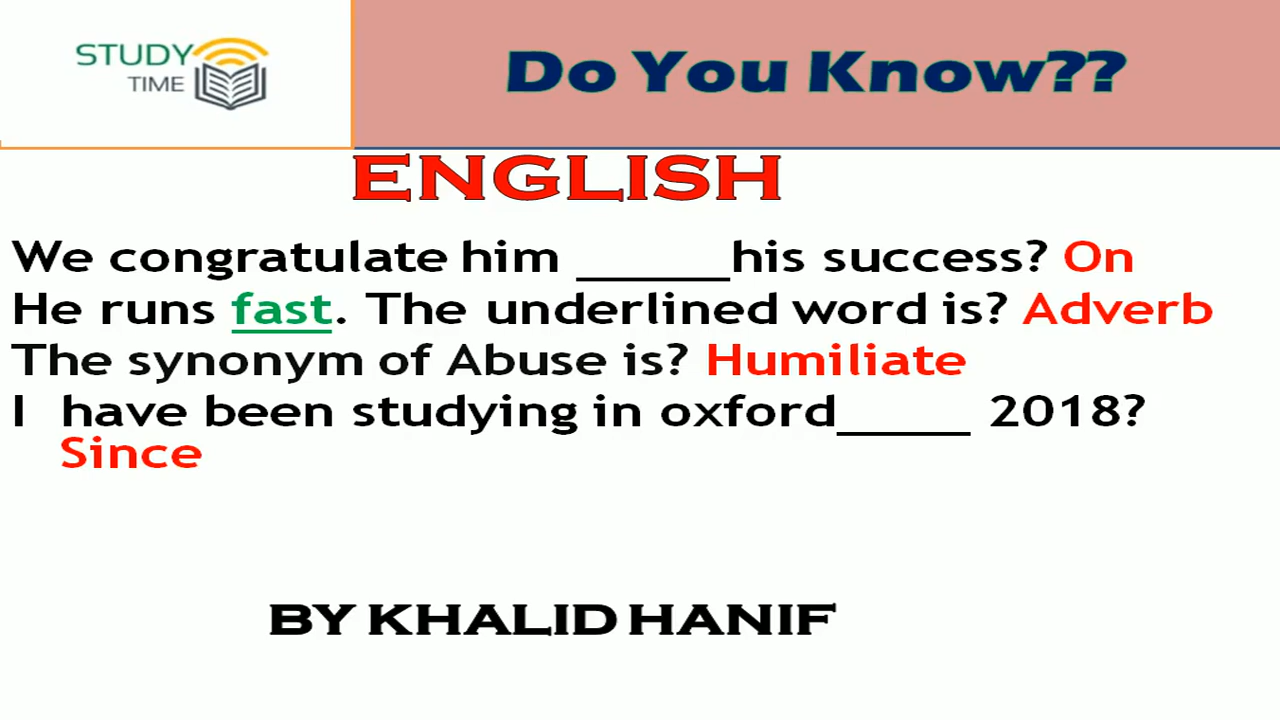 STUDY
TIME
Do You Know??
ENGLISH
We congratulate him ______his success? On
He runs fast. The underlined word is? Adverb
The synonym of Abuse is? Humiliate
I have been studying in oxford_____ 2018?
Since
BY KHALID HANIF